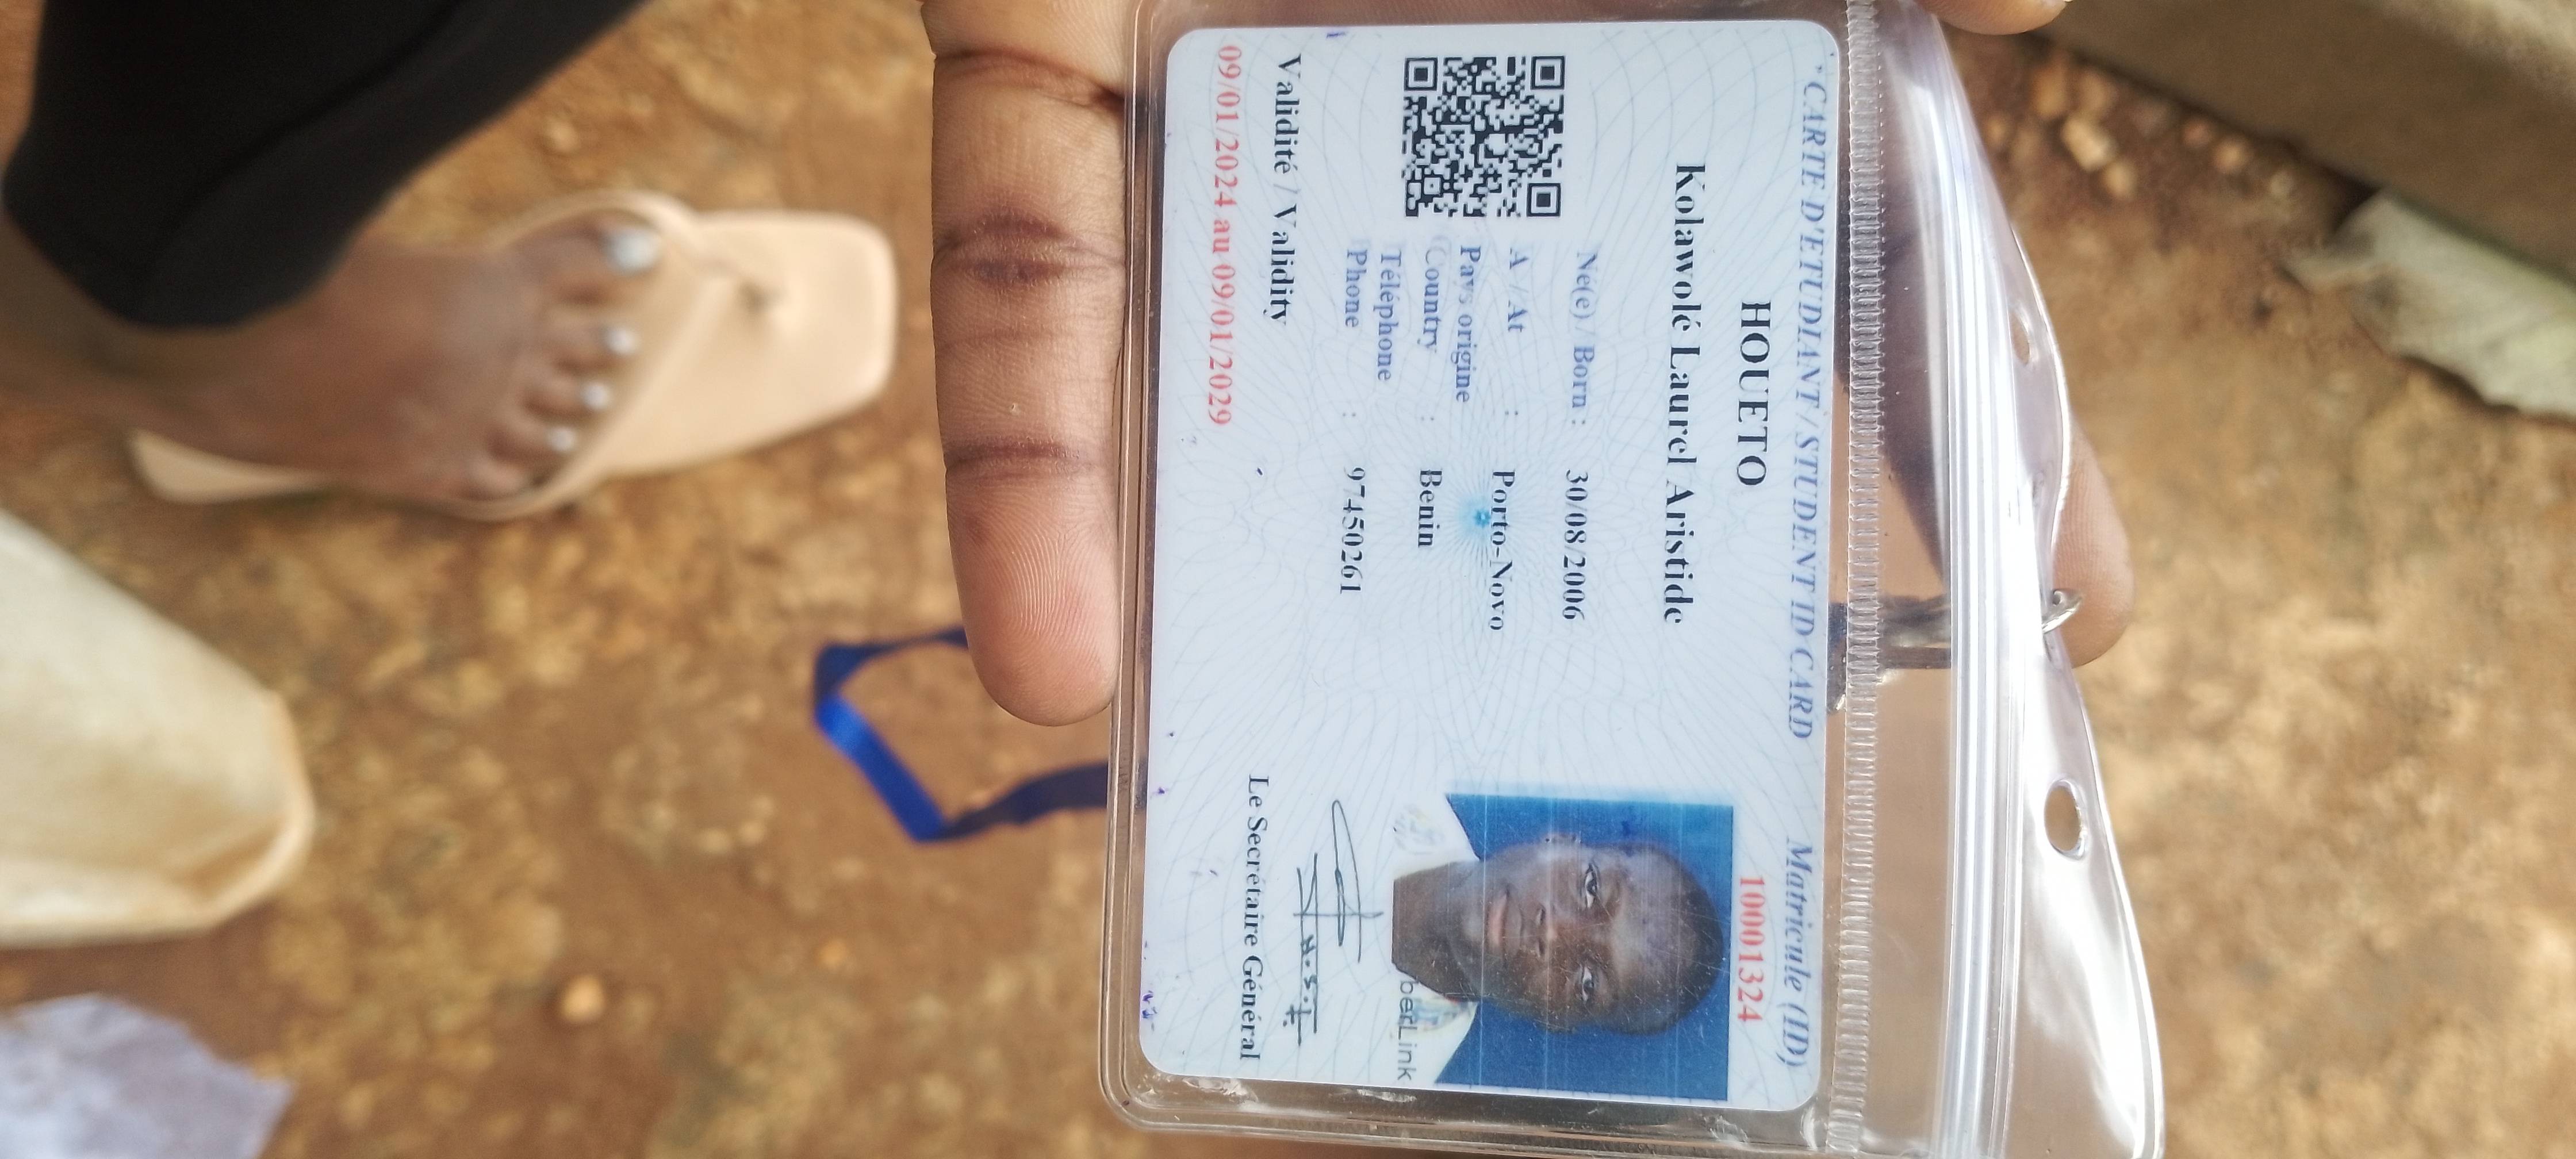 "CARTE D'ETUDIANT / STUDENT ID CARD
Matricule (ID)
10001324
HOUETO
Kolawolé Laurel Aristide
Né(e) / Born : 30/08/2006
A / At : Porto-Novo
Pays origine
Country : Benin
Téléphone
Phone : 97450261
berLink
Validité / Validity
09/01/2024 au 09/01/2029
Le Secrétaire Général